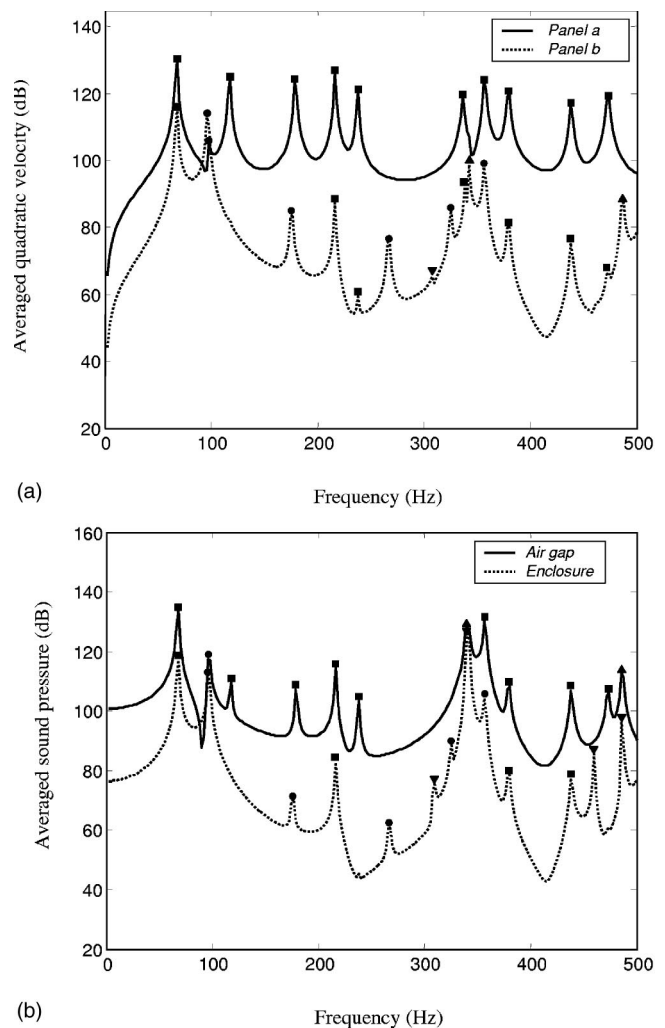 140
120
100
80
60
40
20
0
100
200
300
400
500
Averaged quadratic velocity (dB)
Panel a
Panel b
Frequency (Hz)
(a)
160
140
120
100
80
60
40
20
0
100
200
300
400
500
Averaged sound pressure (dB)
Air gap
Enclosure
Frequency (Hz)
(b)